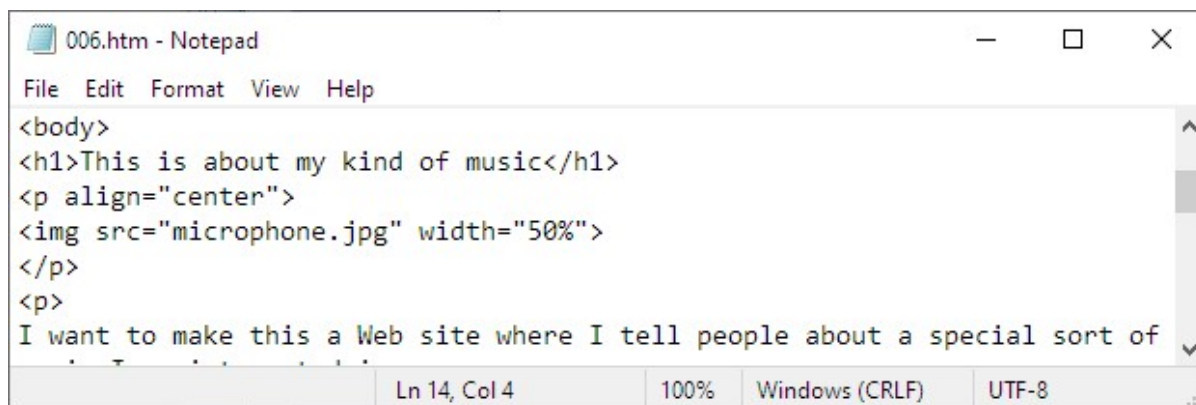 006.htm - Notepad
File Edit Format View Help
<body>
<h1>This is about my kind of music</h1>
<p align="center">
<img src="microphone.jpg" width="50%">
</p>
<p>
I want to make this a Web site where I tell people about a special sort of
Ln 14, Col 4 100% Windows (CRLF) UTF-8